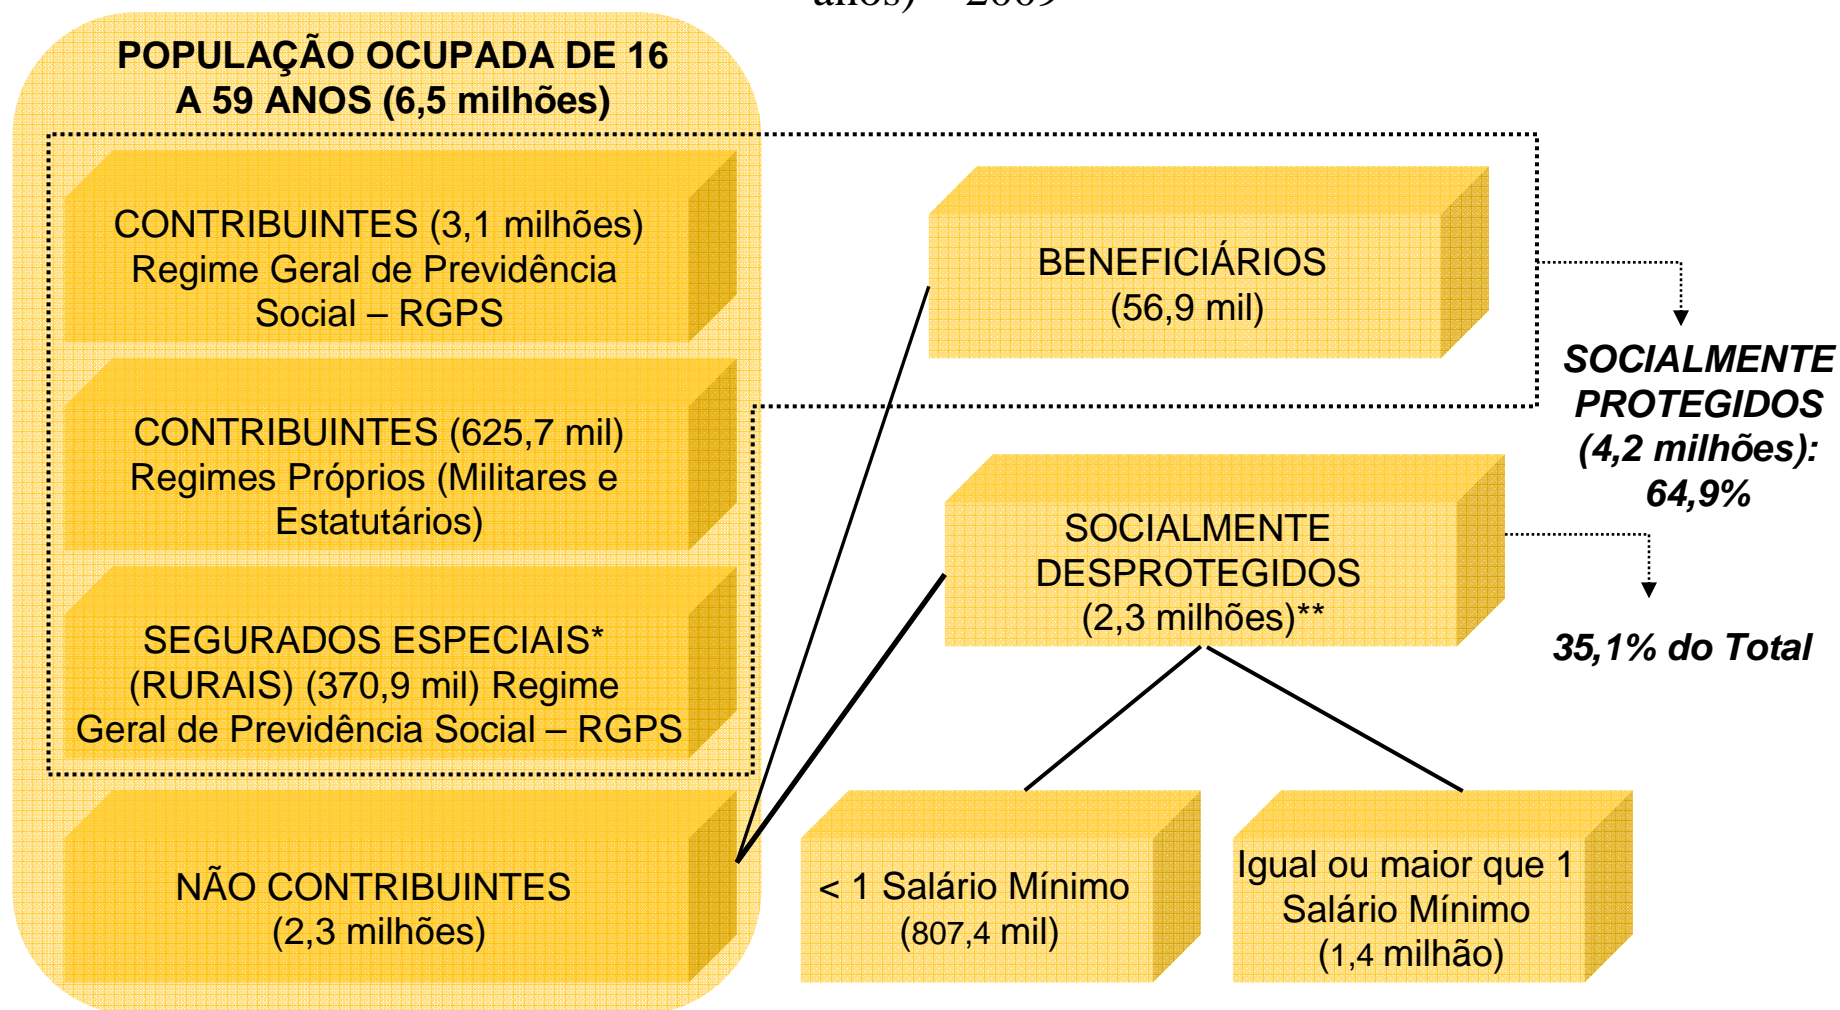 anos) – 2009
POPULAÇÃO OCUPADA DE 16
A 59 ANOS (6,5 milhões)
CONTRIBUINTES (3,1 milhões)
Regime Geral de Previdência
Social – RGPS
CONTRIBUINTES (625,7 mil)
Regimes Próprios (Militares e
Estatutários)
SEGURADOS ESPECIAIS*
(RURAIS) (370,9 mil) Regime
Geral de Previdência Social – RGPS
NÃO CONTRIBUINTES
(2,3 milhões)
BENEFICIÁRIOS
(56,9 mil)
SOCIALMENTE
PROTEGIDOS
(4,2 milhões):
64,9%
SOCIALMENTE
DESPROTEGIDOS
(2,3 milhões)**
35,1% do Total
< 1 Salário Mínimo
(807,4 mil)
Igual ou maior que 1
Salário Mínimo
(1,4 milhão)